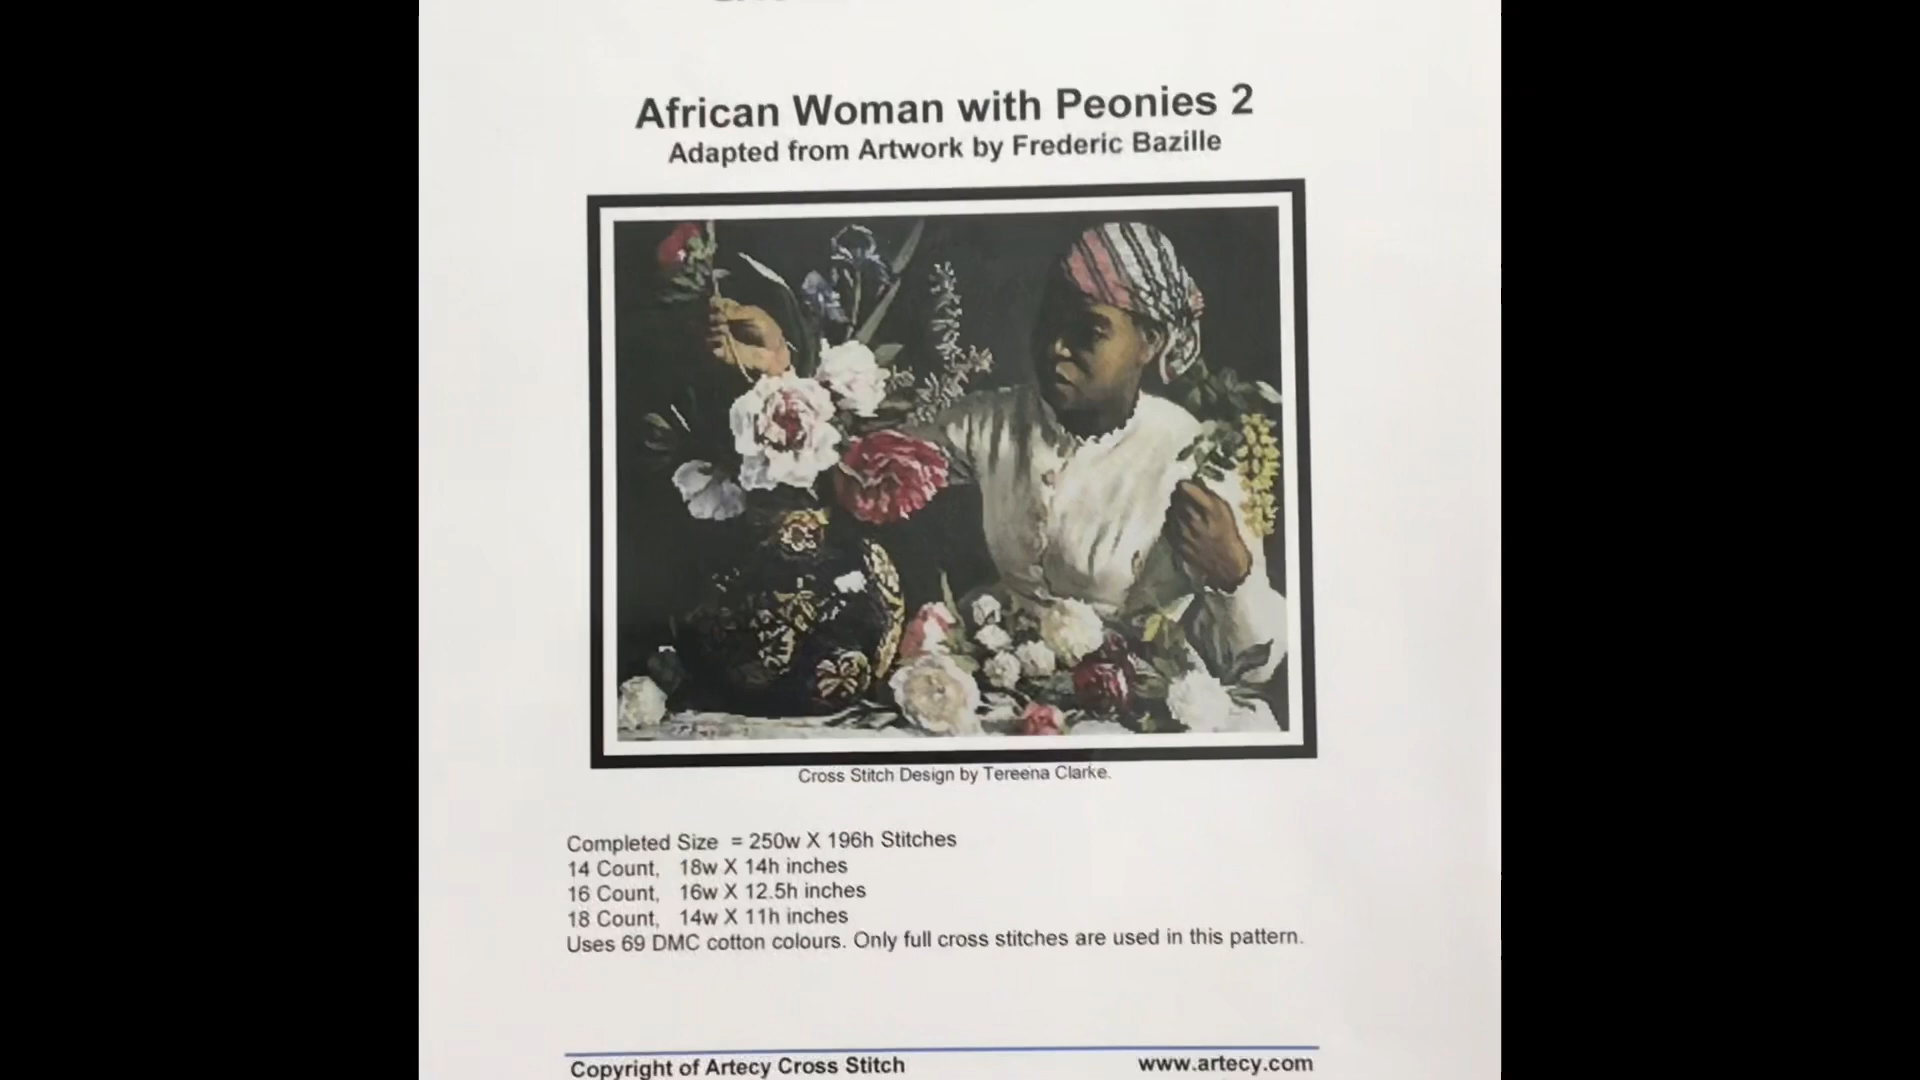 African Woman with Peonies 2
Adapted from Artwork by Frederic Bazille
Cross Stitch Design by Tereena Clarke.
Completed Size = 250w X 196h Stitches
14 Count, 18w X 14h inches
16 Count, 16w X 12.5h inches
18 Count, 14w X 11h inches
Uses 69 DMC cotton colours. Only full cross stitches are used in this pattern.
Copyright of Artecy Cross Stitch www.artecy.com